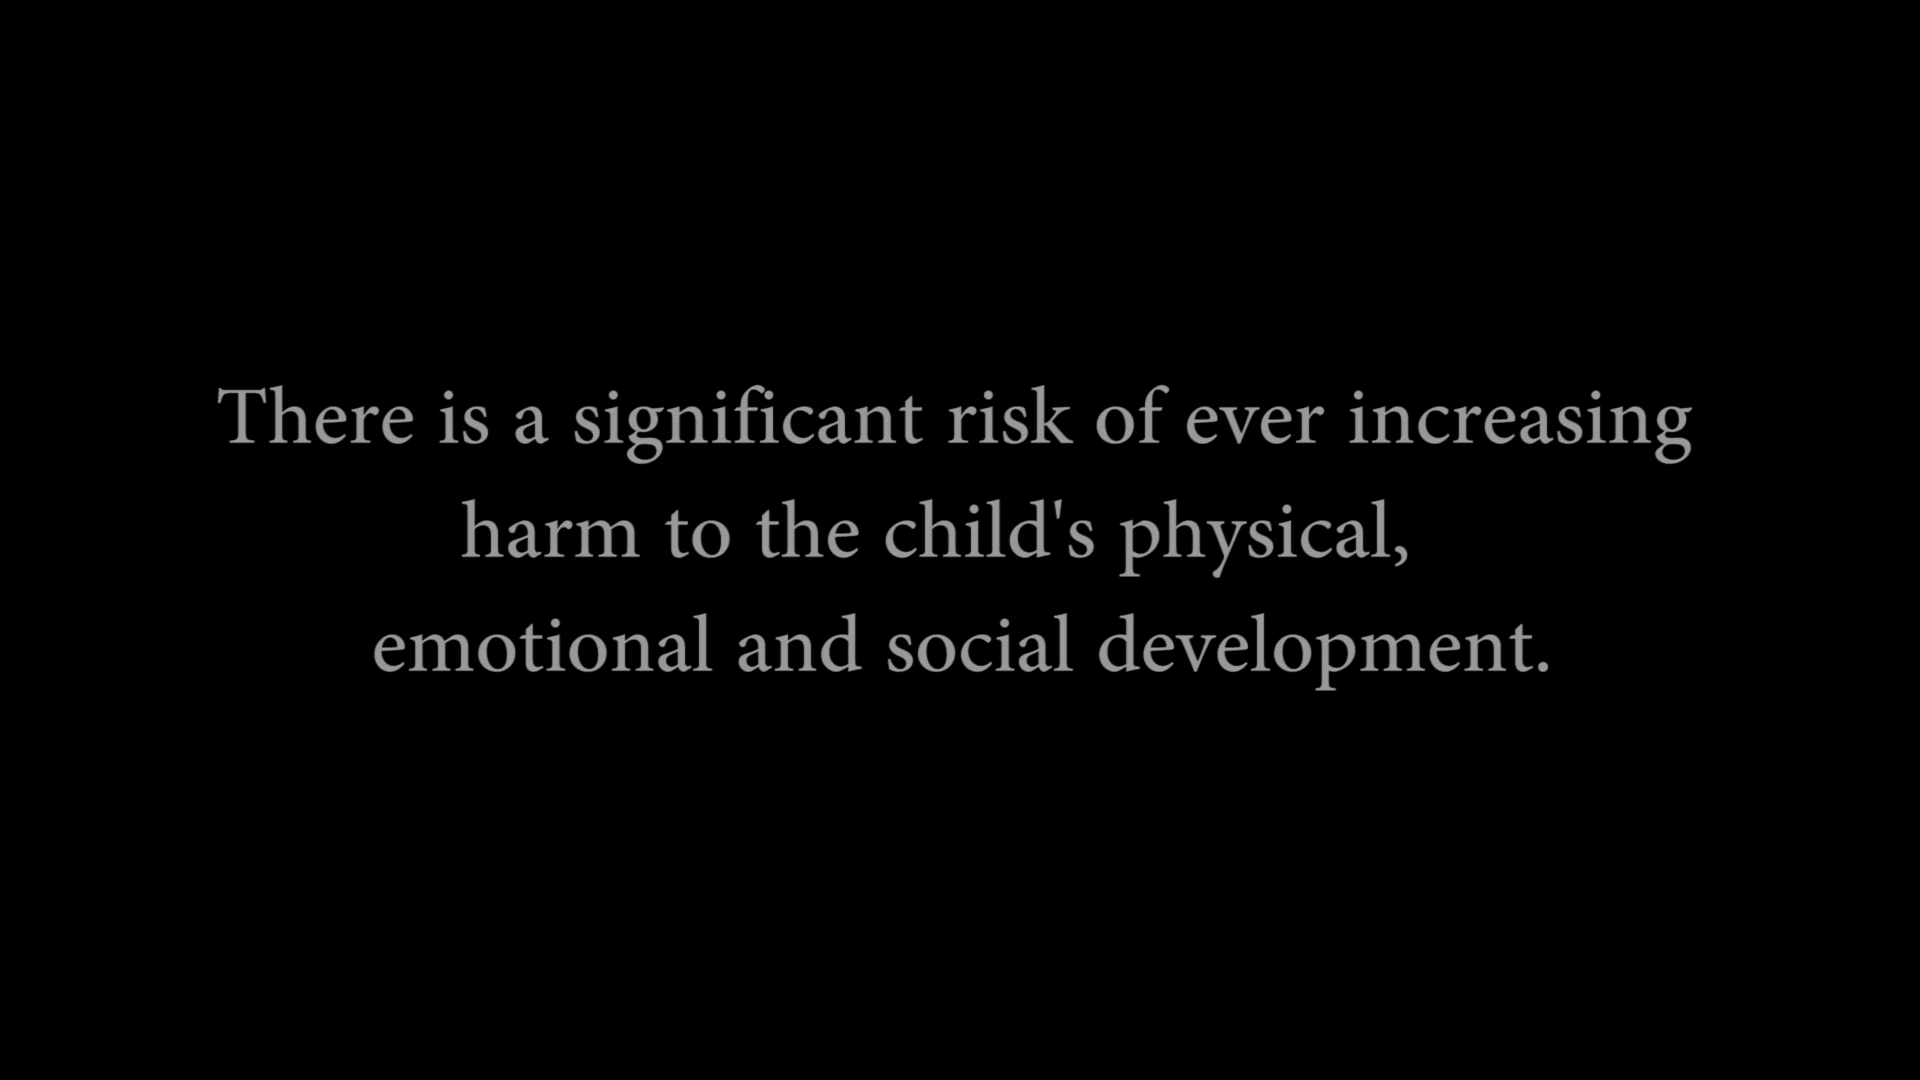 There is a significant risk of ever increasing
harm to the child's physical,
emotional and social development.